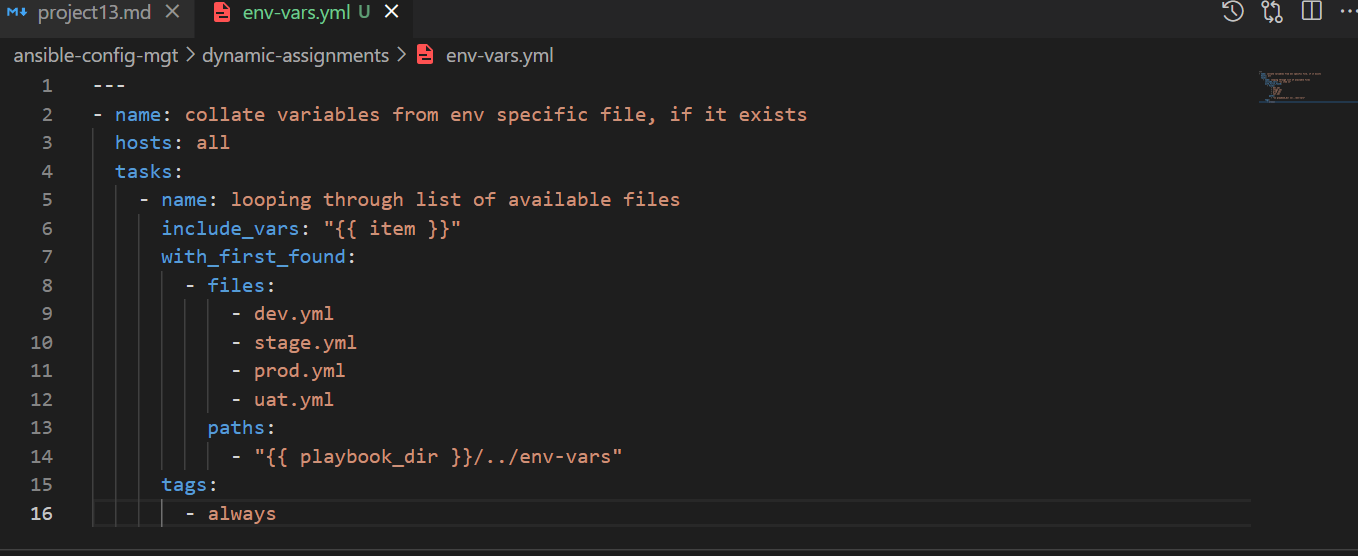 project13.md
env-vars.yml U
ansible-config-mgt > dynamic-assignments > env-vars.yml
1 ---
2 - name: collate variables from env specific file, if it exists
3 hosts: all
4 tasks:
5 - name: looping through list of available files
6 include_vars: "{{ item }}"
7 with_first_found:
8 - files:
9 - dev.yml
10 - stage.yml
11 - prod.yml
12 - uat.yml
13 paths:
14 - "{{ playbook_dir }}/../env-vars"
15 tags:
16 - always